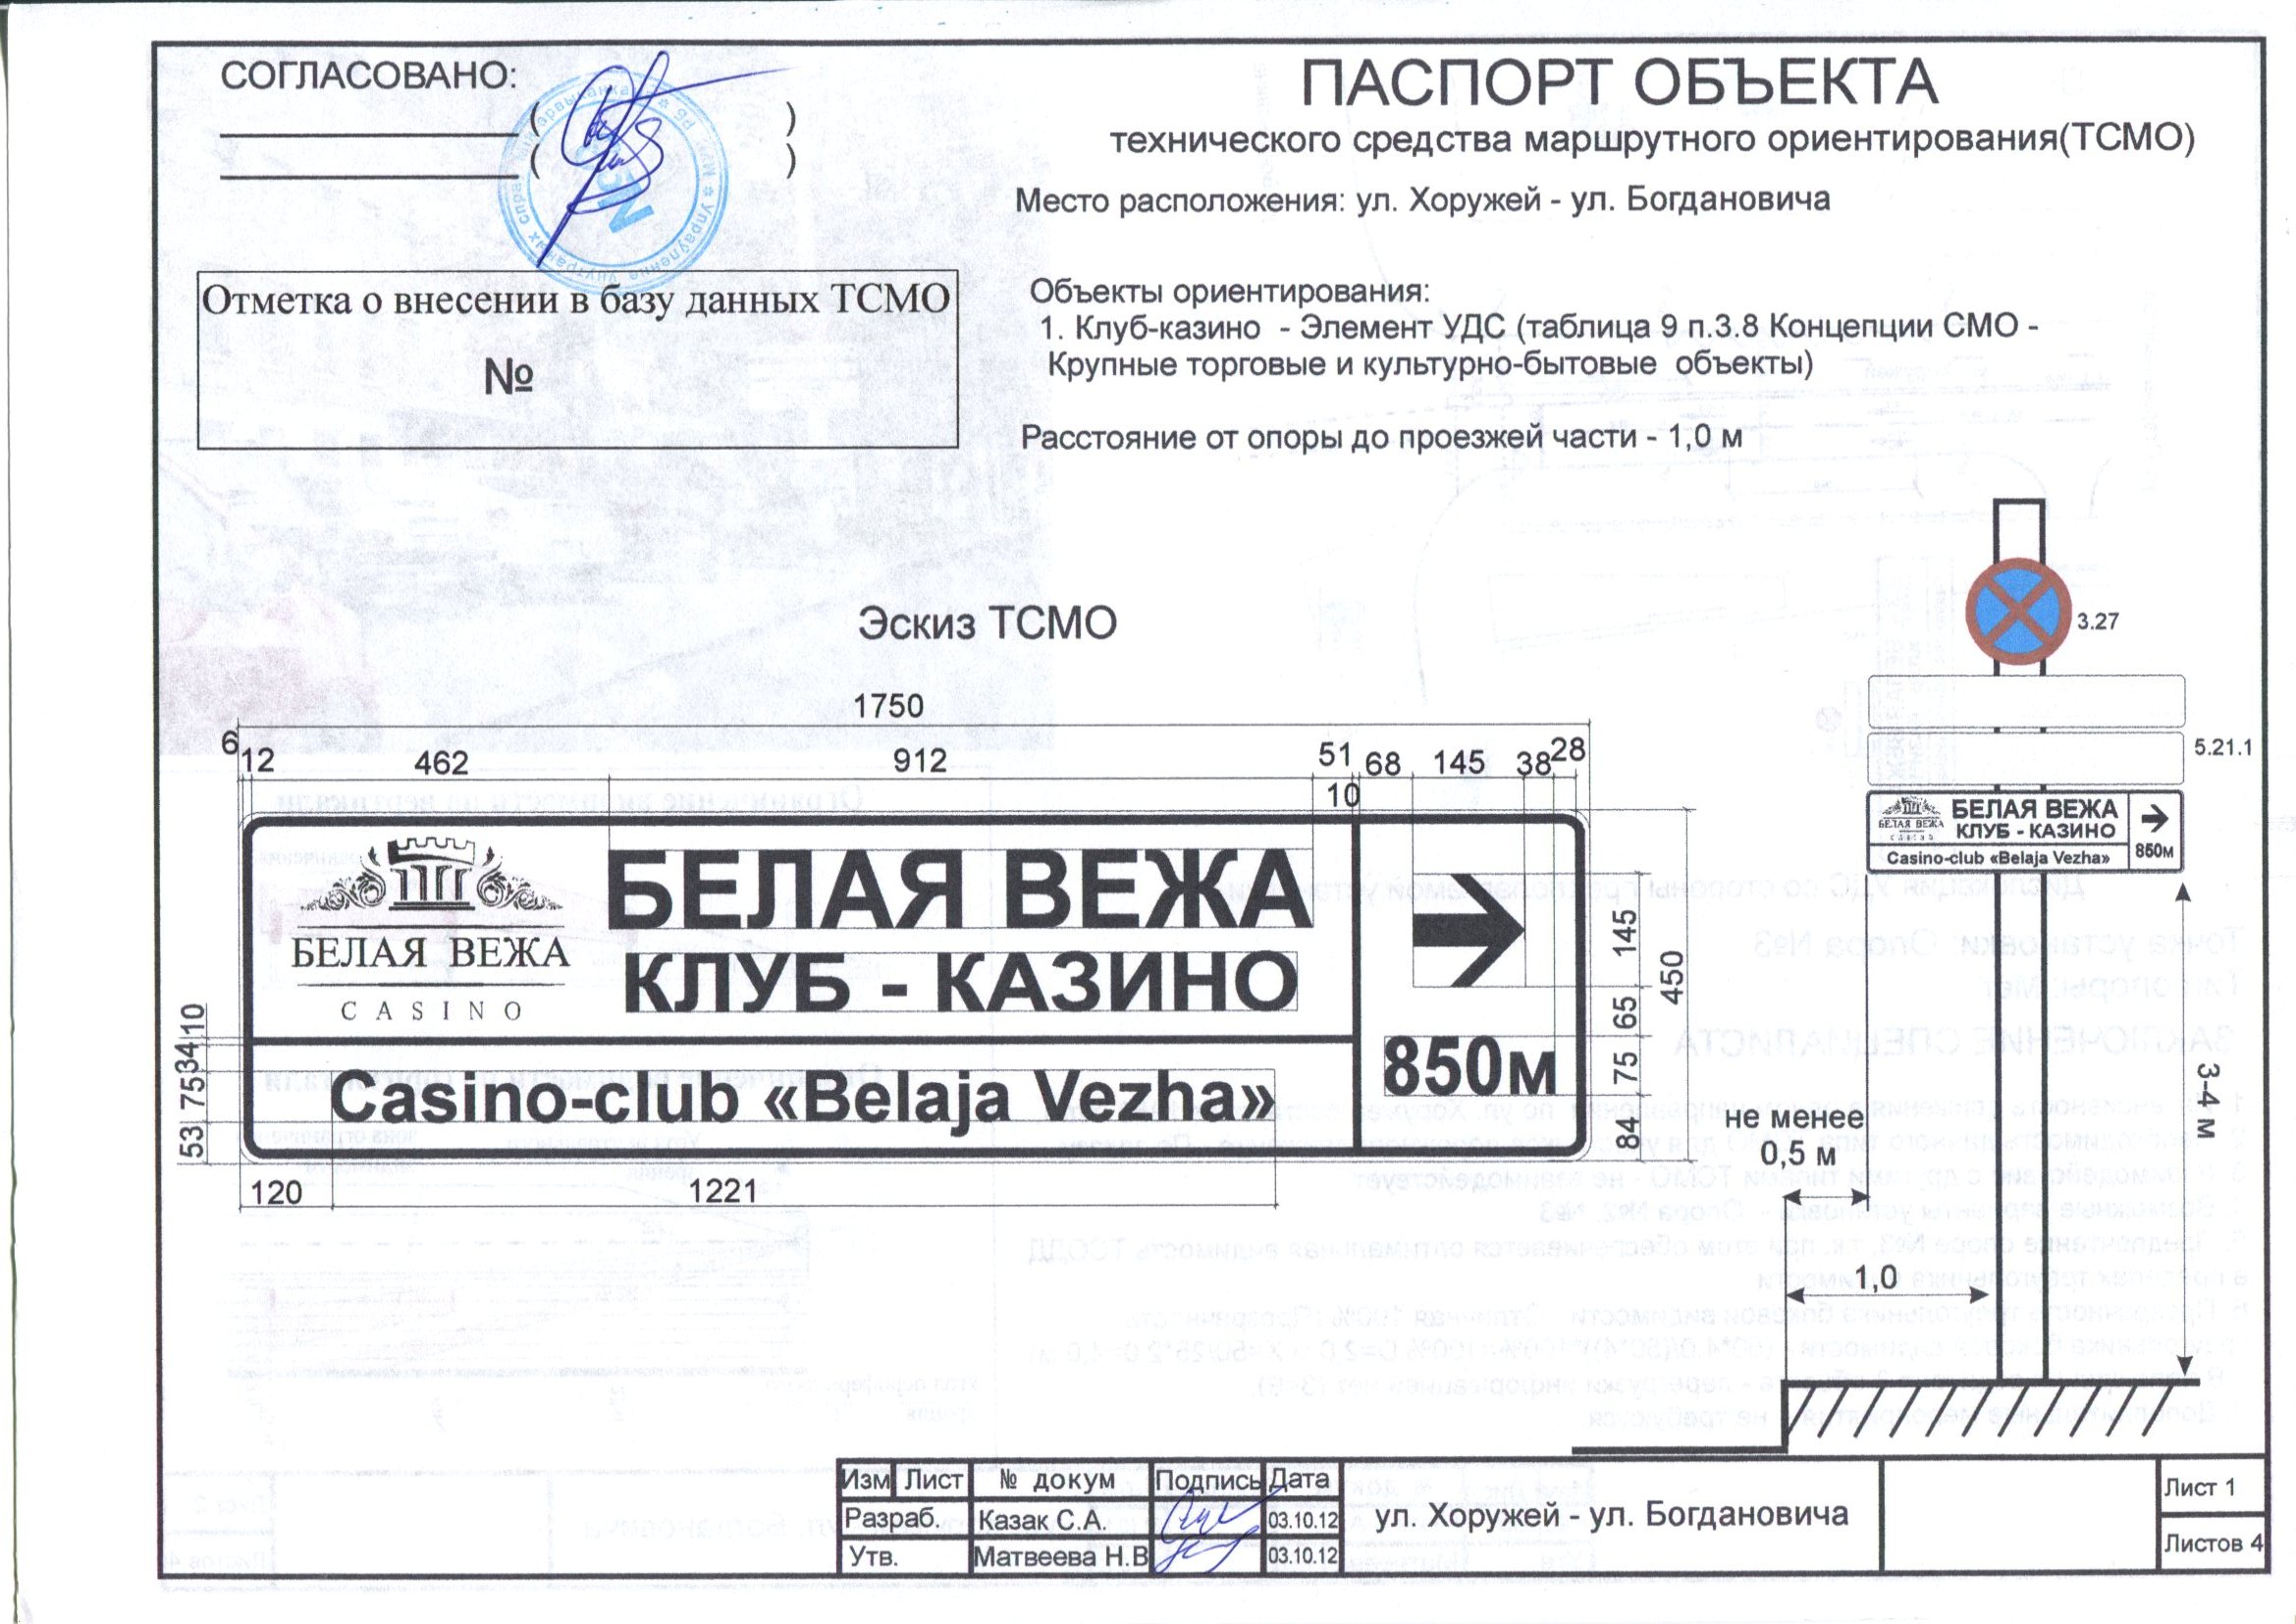 СОГЛАСОВАНО:
( )
( )
ПАСПОРТ ОБЪЕКТА
технического средства маршрутного ориентирования(ТСМО)
Место расположения: ул. Хоружей - ул. Богдановича
Отметка о внесении в базу данных ТСМО
№
Объекты ориентирования:
1. Клуб-казино - Элемент УДС (таблица 9 п.3.8 Концепции СМО -
Крупные торговые и культурно-бытовые объекты)
Расстояние от опоры до проезжей части - 1,0 м
Эскиз ТСМО
1750
6 12 462 912 51 10 68 145 38 28
БЕЛАЯ ВЕЖА
CASINO
БЕЛАЯ ВЕЖА
КЛУБ - КАЗИНО
850м
Casino-club «Belaja Vezha»
10
34
75
53
120 1221
145
65
75
84
450
3.27
5.21.1
БЕЛАЯ ВЕЖА
CASINO
БЕЛАЯ ВЕЖА
КЛУБ - КАЗИНО
Casino-club «Belaja Vezha»
850м
не менее
0,5 м
1,0
3-4 м
Изм Лист № докум Подпись Дата
Разраб. Казак С.А. 03.10.12
Утв. Матвеева Н.В 03.10.12
ул. Хоружей - ул. Богдановича
Лист 1
Листов 4